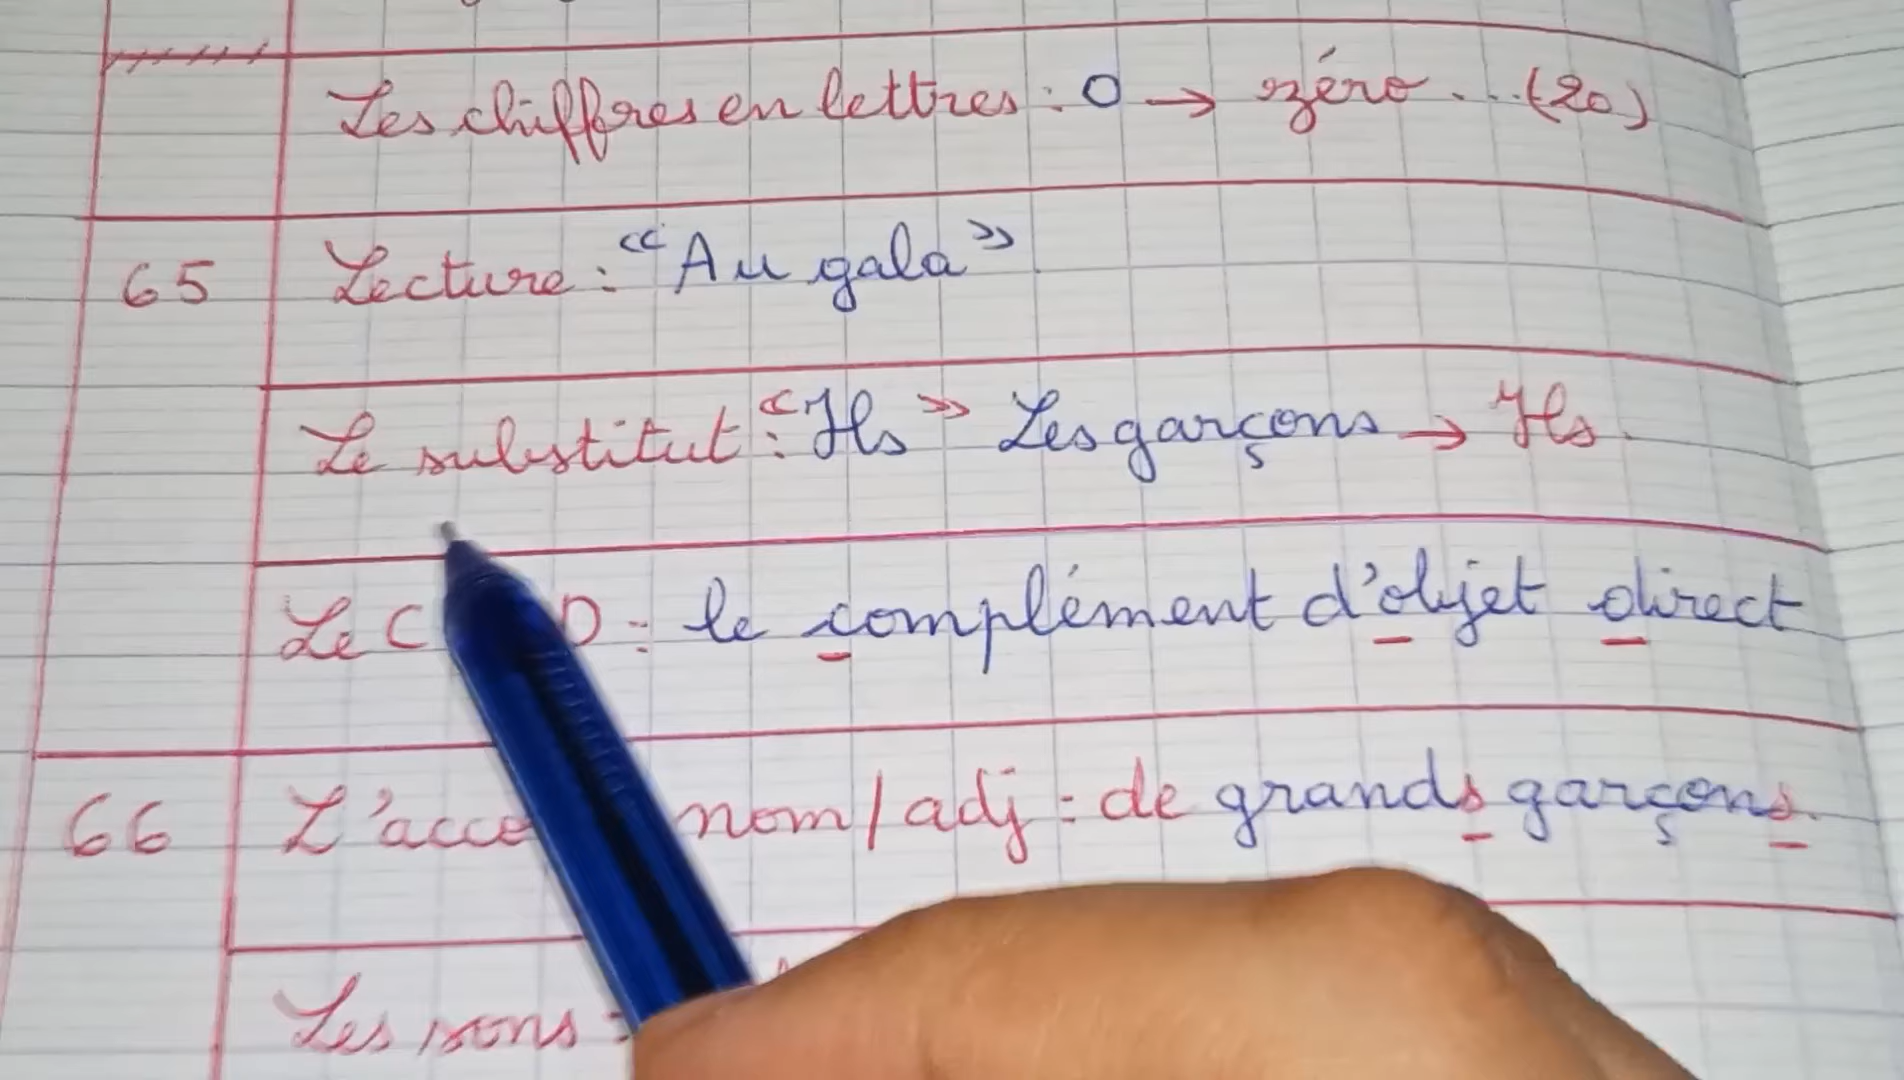 Les chiffres en lettres : 0 → zéro ... (20)
65 Lecture : « Au gala »
Le substitut : « Ils » Les garçons → Ils
Le C D : le complément d'objet direct
66 L'acco nom / adj : de grands garçons.
Les sons :